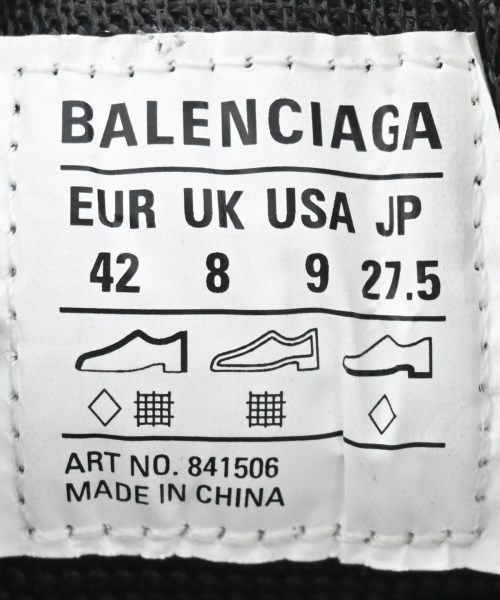 BALENCIAGA
EUR UK USA JP
42 8 9 27.5
ART NO. 841506
MADE IN CHINA